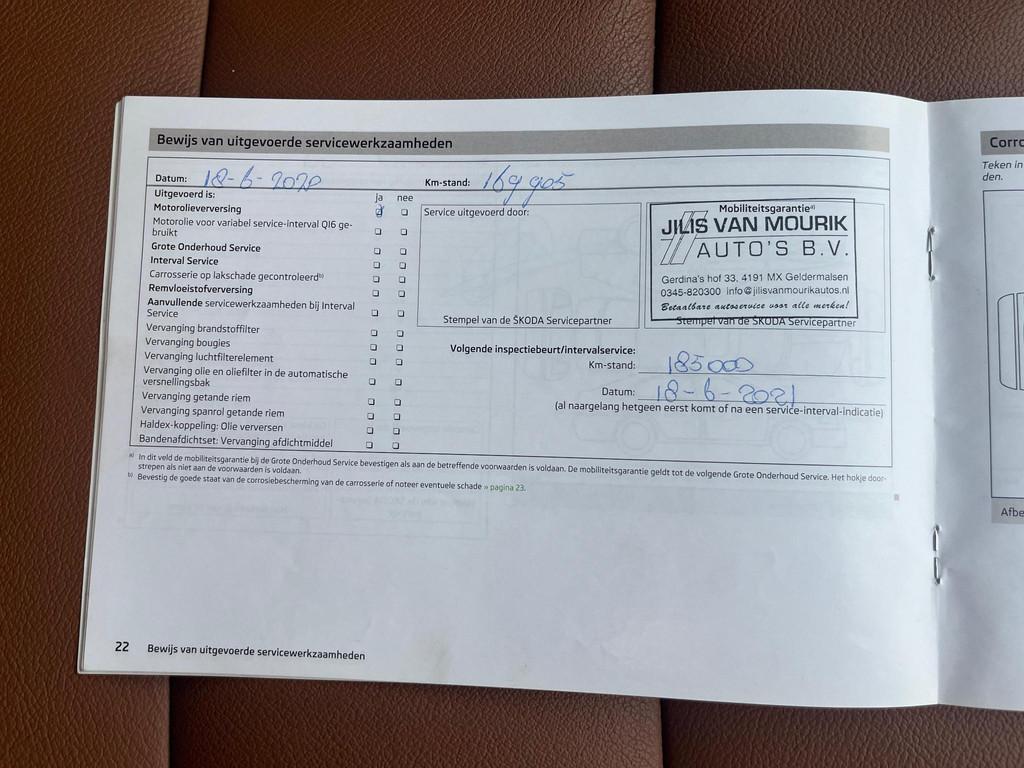 Bewijs van uitgevoerde servicewerkzaamheden
Datum: 18-6-2020 Km-stand: 169 905
Uitgevoerd is: ja nee
Motorolieverversing
Motorolie voor variabel service-interval QI6 ge-
bruikt
Grote Onderhoud Service
Interval Service
Carrosserie op lakschade gecontroleerd b)
Remvloeistofverversing
Aanvullende servicewerkzaamheden bij Interval
Service
Vervanging brandstoffilter
Vervanging bougies
Vervanging luchtfilterelement
Vervanging olie en oliefilter in de automatische
versnellingsbak
Vervanging getande riem
Vervanging spanrol getande riem
Haldex-koppeling: Olie verversen
Bandenafdichtset: Vervanging afdichtmiddel
Service uitgevoerd door:
Stempel van de ŠKODA Servicepartner
Mobiliteitsgarantie a)
JILIS VAN MOURIK
AUTO'S B.V.
Gerdina's hof 33, 4191 MX Geldermalsen
0345-820300 info@jilisvanmourikautos.nl
Betaalbare autoservice voor alle merken!
Stempel van de ŠKODA Servicepartner
Volgende inspectiebeurt/intervalservice:
Km-stand: 185000
Datum: 18-6-2021
(al naargelang hetgeen eerst komt of na een service-interval-indicatie)
a) In dit veld de mobiliteitsgarantie bij de Grote Onderhoud Service bevestigen als aan de betreffende voorwaarden is voldaan. De mobiliteitsgarantie geldt tot de volgende Grote Onderhoud Service. Het hokje door-
strepen als niet aan de voorwaarden is voldaan.
b) Bevestig de goede staat van de corrosiebescherming van de carrosserie of noteer eventuele schade » pagina 23.
22 Bewijs van uitgevoerde servicewerkzaamheden
Corro
Teken in
den.
Afbe